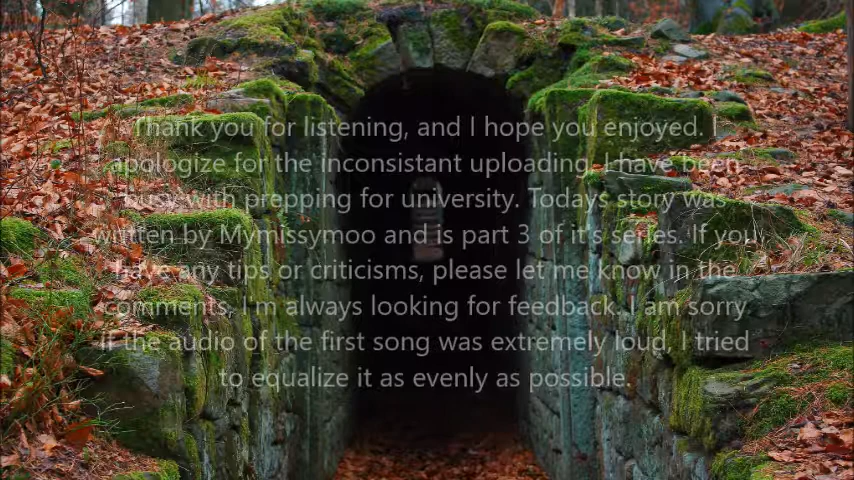 Thank you for listening, and I hope you enjoyed. I
apologize for the inconsistant uploading, I have been
busy with prepping for university. Todays story was
written by Mymissymoo and is part 3 of it's series. If you
have any tips or criticisms, please let me know in the
comments, I am always looking for feedback. I am sorry
if the audio of the first song was extremely loud, I tried
to equalize it as evenly as possible.